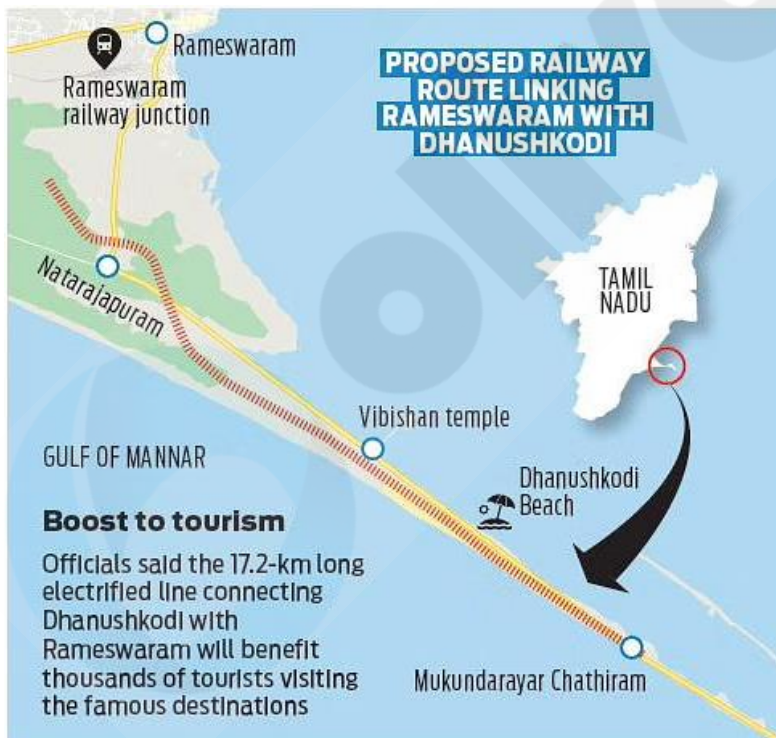 Rameswaram
Rameswaram
railway junction
PROPOSED RAILWAY
ROUTE LINKING
RAMESWARAM WITH
DHANUSHKODI
Natarajapuram
TAMIL
NADU
Vibishan temple
GULF OF MANNAR
Dhanushkodi
Beach
Boost to tourism
Officials said the 17.2-km long
electrified line connecting
Dhanushkodi with
Rameswaram will benefit
thousands of tourists visiting
the famous destinations
Mukundarayar Chathiram